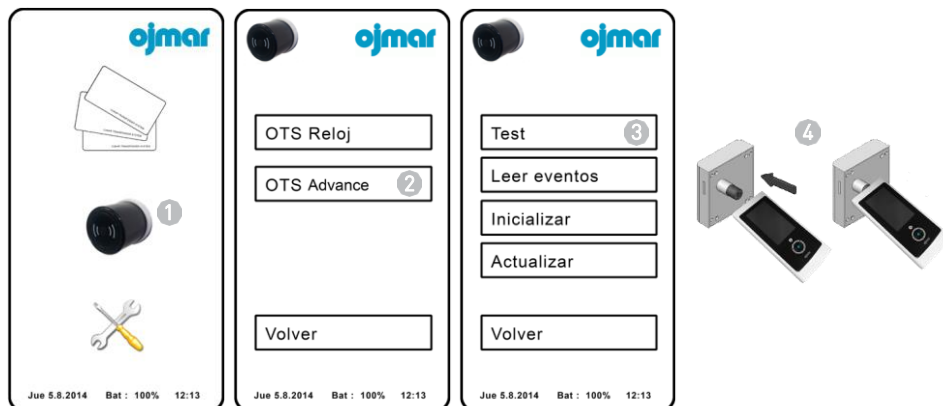 ojmar
1
Jue 5.8.2014 Bat : 100% 12:13
ojmar
OTS Reloj
OTS Advance 2
Volver
Jue 5.8.2014 Bat : 100% 12:13
ojmar
Test 3
Leer eventos
Inicializar
Actualizar
Volver
Jue 5.8.2014 Bat : 100% 12:13
4